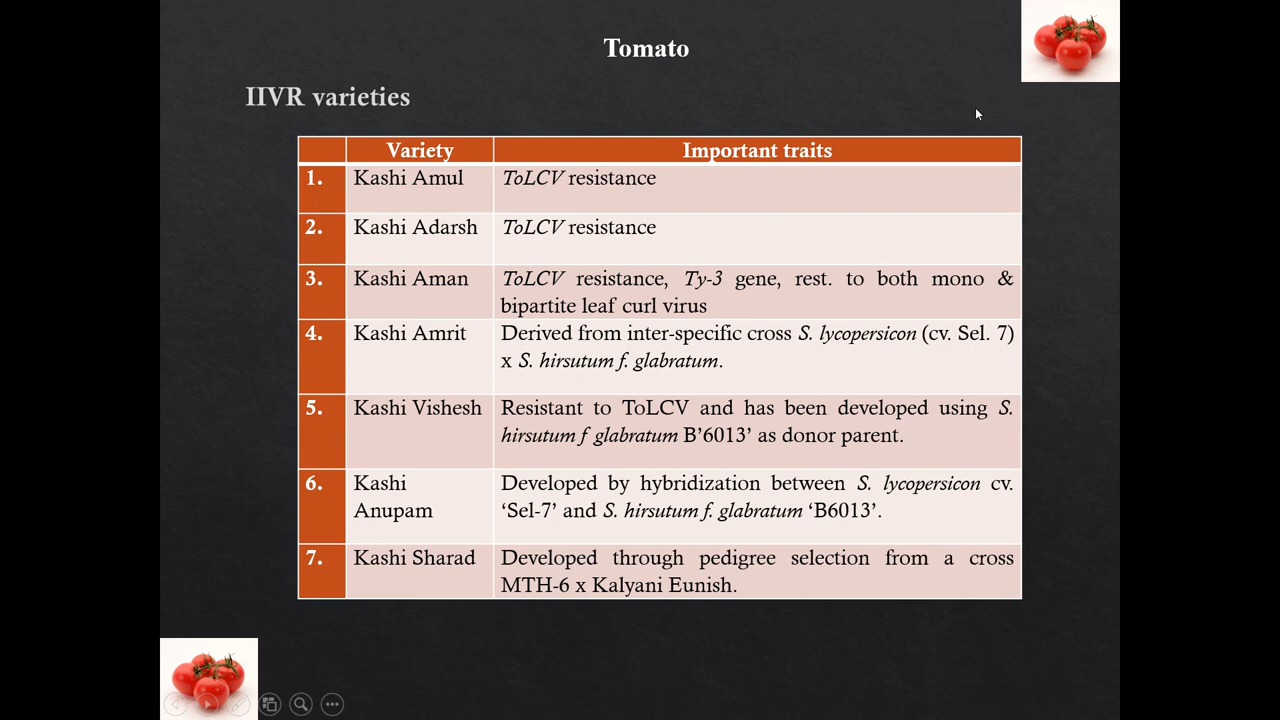 Tomato
IIVR varieties
Variety Important traits
1. Kashi Amul ToLCV resistance
2. Kashi Adarsh ToLCV resistance
3. Kashi Aman ToLCV resistance, Ty-3 gene, rest. to both mono &
bipartite leaf curl virus
4. Kashi Amrit Derived from inter-specific cross S. lycopersicon (cv. Sel. 7)
x S. hirsutum f. glabratum.
5. Kashi Vishesh Resistant to ToLCV and has been developed using S.
hirsutum f glabratum B’6013’ as donor parent.
6. Kashi Developed by hybridization between S. lycopersicon cv.
Anupam ‘Sel-7’ and S. hirsutum f. glabratum ‘B6013’.
7. Kashi Sharad Developed through pedigree selection from a cross
MTH-6 x Kalyani Eunish.